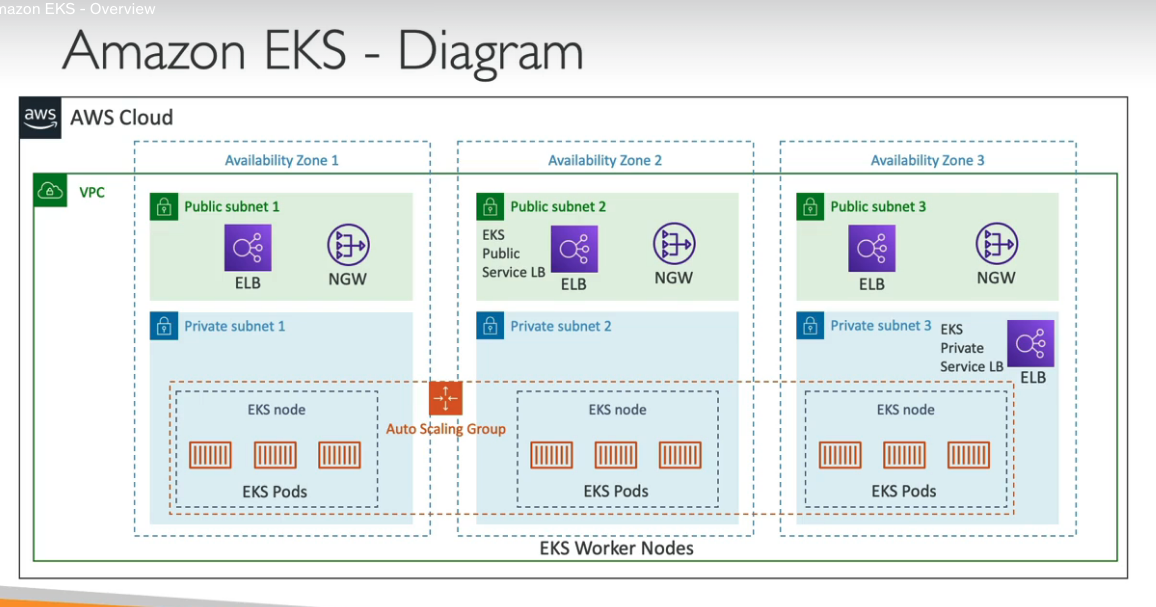 Amazon EKS - Overview
Amazon EKS - Diagram
aws
AWS Cloud
Availability Zone 1
Availability Zone 2
Availability Zone 3
VPC
Public subnet 1
ELB
NGW
Public subnet 2
EKS
Public
Service LB
ELB
NGW
Public subnet 3
ELB
NGW
Private subnet 1
Private subnet 2
Private subnet 3
EKS
Private
Service LB
ELB
Auto Scaling Group
EKS node
EKS Pods
EKS node
EKS Pods
EKS node
EKS Pods
EKS Worker Nodes